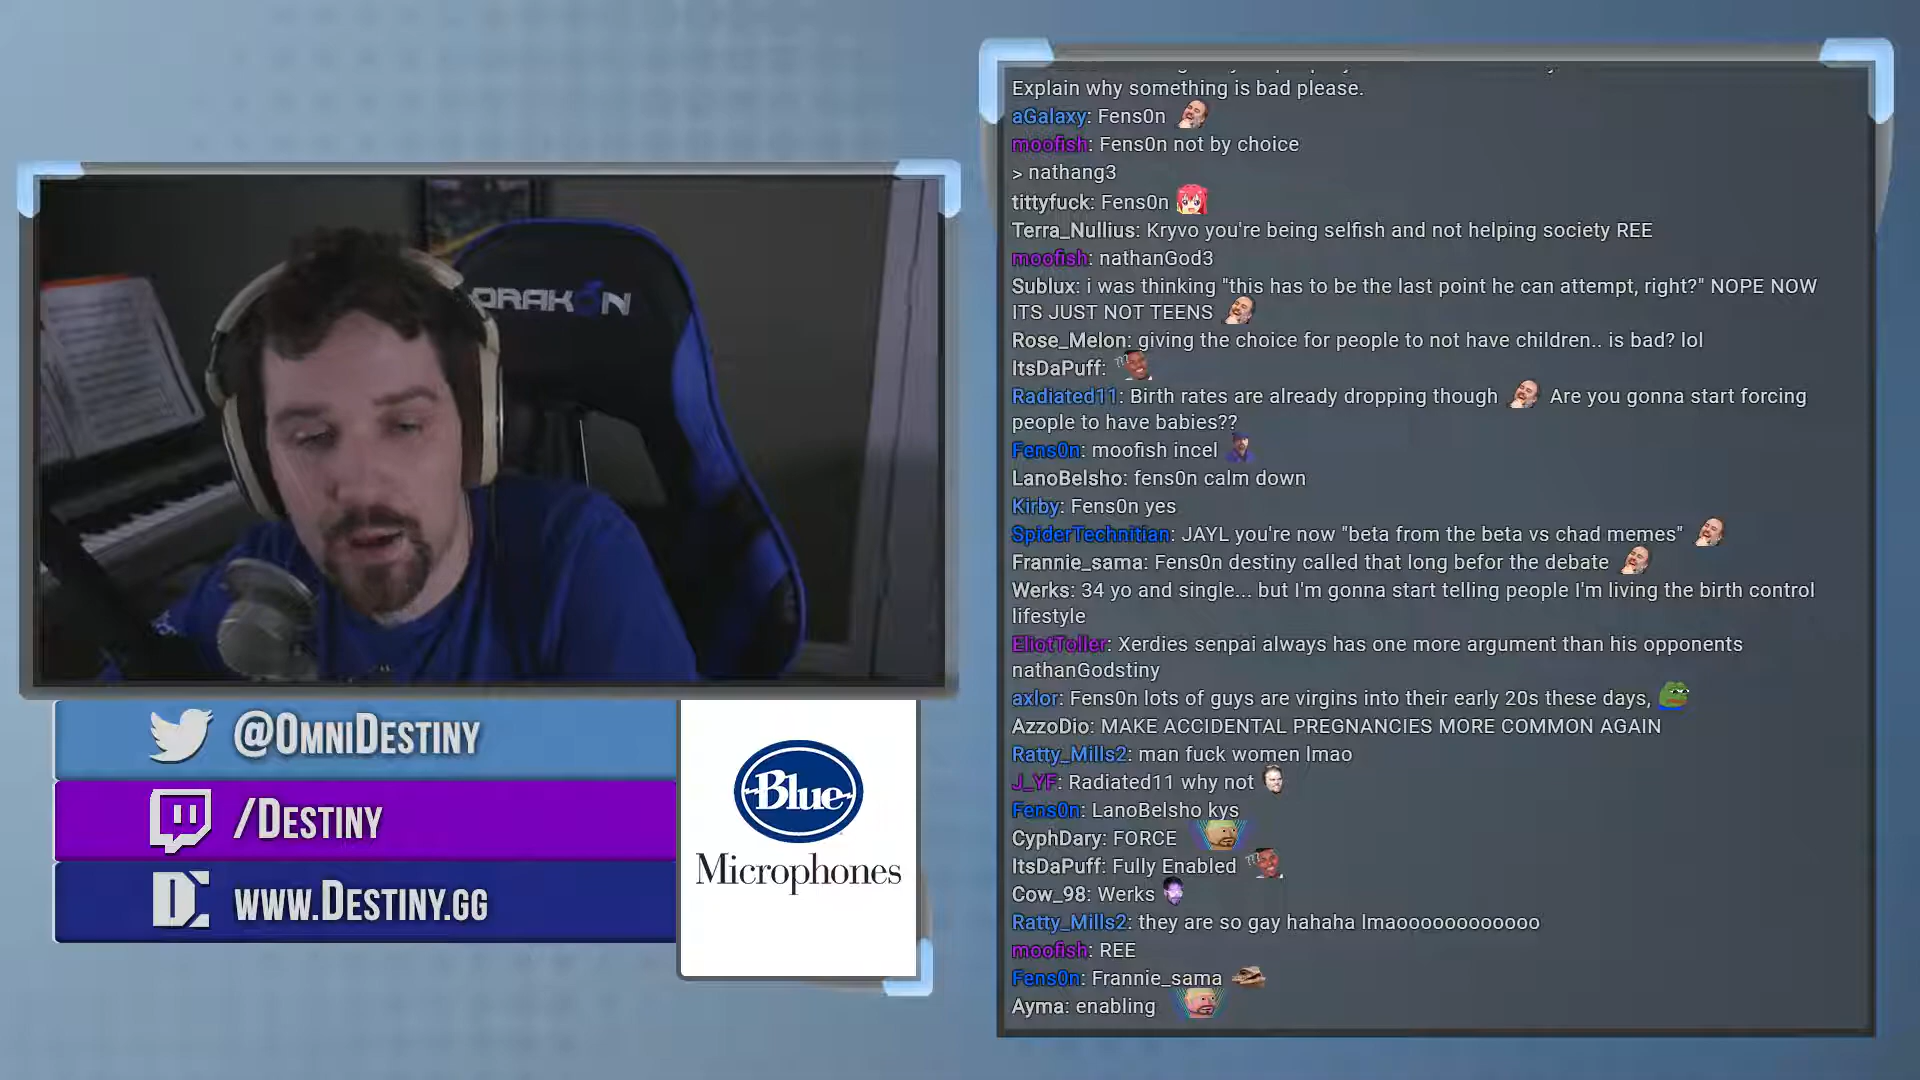 Explain why something is bad please.
aGalaxy: Fens0n
moofish: Fens0n not by choice
> nathang3
tittyfuck: Fens0n
Terra_Nullius: Kryvo you're being selfish and not helping society REE
moofish: nathanGod3
Sublux: i was thinking "this has to be the last point he can attempt, right?" NOPE NOW
ITS JUST NOT TEENS
Rose_Melon: giving the choice for people to not have children.. is bad? lol
ItsDaPuff:
Radiated11: Birth rates are already dropping though Are you gonna start forcing
people to have babies??
Fens0n: moofish incel
LanoBelsho: fens0n calm down
Kirby: Fens0n yes
SpiderTechnitian: JAYL you're now "beta from the beta vs chad memes"
Frannie_sama: Fens0n destiny called that long befor the debate
Werks: 34 yo and single... but I'm gonna start telling people I'm living the birth control
lifestyle
EliotToller: Xerdies senpai always has one more argument than his opponents
nathanGodstiny
axlor: Fens0n lots of guys are virgins into their early 20s these days,
AzzoDio: MAKE ACCIDENTAL PREGNANCIES MORE COMMON AGAIN
Ratty_Mills2: man fuck women lmao
J_YF: Radiated11 why not
Fens0n: LanoBelsho kys
CyphDary: FORCE
ItsDaPuff: Fully Enabled
Cow_98: Werks
Ratty_Mills2: they are so gay hahaha lmaoooooooooooo
moofish: REE
Fens0n: Frannie_sama
Ayma: enabling
DRAKON
@OmniDestiny
/Destiny
www.Destiny.gg
Blue
Microphones